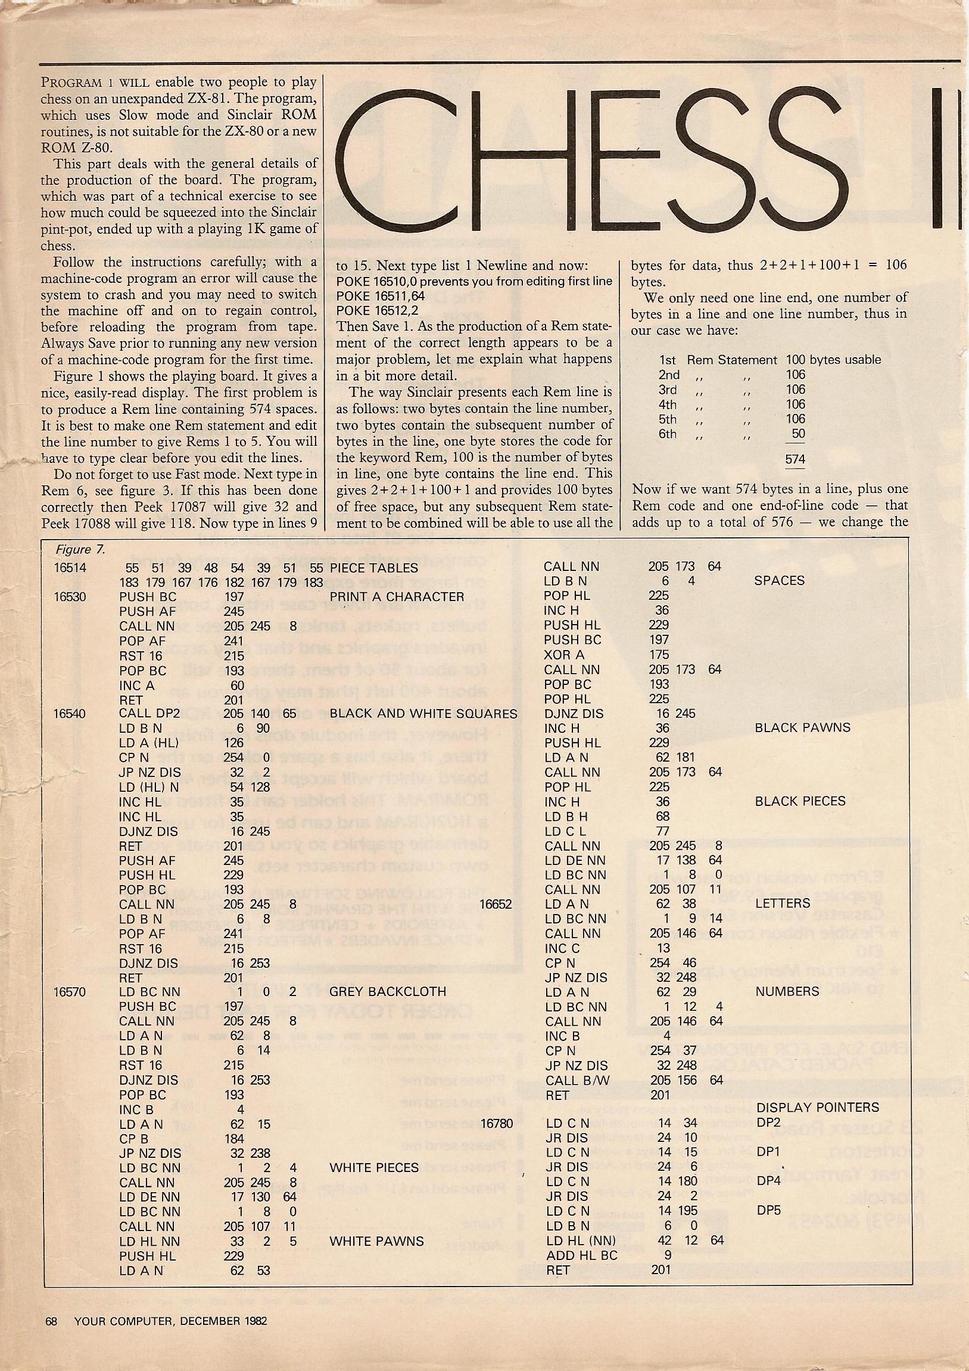 CHESS I
PROGRAM 1 WILL enable two people to play
chess on an unexpanded ZX-81. The program,
which uses Slow mode and Sinclair ROM
routines, is not suitable for the ZX-80 or a new
ROM Z-80.
This part deals with the general details of
the production of the board. The program,
which was part of a technical exercise to see
how much could be squeezed into the Sinclair
pint-pot, ended up with a playing 1K game of
chess.
Follow the instructions carefully; with a
machine-code program an error will cause the
system to crash and you may need to switch
the machine off and on to regain control,
before reloading the program from tape.
Always Save prior to running any new version
of a machine-code program for the first time.
Figure 1 shows the playing board. It gives a
nice, easily-read display. The first problem is
to produce a Rem line containing 574 spaces.
It is best to make one Rem statement and edit
the line number to give Rems 1 to 5. You will
have to type clear before you edit the lines.
Do not forget to use Fast mode. Next type in
Rem 6, see figure 3. If this has been done
correctly then Peek 17087 will give 32 and
Peek 17088 will give 118. Now type in lines 9
to 15. Next type list 1 Newline and now:
POKE 16510,0 prevents you from editing first line
POKE 16511,64
POKE 16512,2
Then Save 1. As the production of a Rem state-
ment of the correct length appears to be a
major problem, let me explain what happens
in a bit more detail.
The way Sinclair presents each Rem line is
as follows: two bytes contain the line number,
two bytes contain the subsequent number of
bytes in the line, one byte stores the code for
the keyword Rem, 100 is the number of bytes
in line, one byte contains the line end. This
gives 2+2+1+100+1 and provides 100 bytes
of free space, but any subsequent Rem state-
ment to be combined will be able to use all the
bytes for data, thus 2+2+1+100+1 = 106
bytes.
We only need one line end, one number of
bytes in a line and one line number, thus in
our case we have:
1st Rem Statement 100 bytes usable
2nd ,, ,, 106
3rd ,, ,, 106
4th ,, ,, 106
5th ,, ,, 106
6th ,, ,, 50
574
Now if we want 574 bytes in a line, plus one
Rem code and one end-of-line code — that
adds up to a total of 576 — we change the
Figure 7.
16514 55 51 39 48 54 39 51 55 PIECE TABLES
183 179 167 176 182 167 179 183
16530 PUSH BC 197 PRINT A CHARACTER
PUSH AF 245
CALL NN 205 245 8
POP AF 241
RST 16 215
POP BC 193
INC A 60
RET 201
16540 CALL DP2 205 140 65 BLACK AND WHITE SQUARES
LD B N 6 90
LD A (HL) 126
CP N 254 0
JP NZ DIS 32 2
LD (HL) N 54 128
INC HL 35
INC HL 35
DJNZ DIS 16 245
RET 201
PUSH AF 245
PUSH HL 229
POP BC 193
CALL NN 205 245 8
LD B N 6 8
POP AF 241
RST 16 215
DJNZ DIS 16 253
RET 201
16570 LD BC NN 1 0 2 GREY BACKCLOTH
PUSH BC 197
CALL NN 205 245 8
LD A N 62 8
LD B N 6 14
RST 16 215
DJNZ DIS 16 253
POP BC 193
INC B 4
LD A N 62 15
CP B 184
JP NZ DIS 32 238
LD BC NN 1 2 4 WHITE PIECES
CALL NN 205 245 8
LD DE NN 17 130 64
LD BC NN 1 8 0
CALL NN 205 107 11
LD HL NN 33 2 5 WHITE PAWNS
PUSH HL 229
LD A N 62 53
CALL NN 205 173 64
LD B N 6 4 SPACES
POP HL 225
INC H 36
PUSH HL 229
PUSH BC 197
XOR A 175
CALL NN 205 173 64
POP BC 193
POP HL 225
DJNZ DIS 16 245
INC H 36 BLACK PAWNS
PUSH HL 229
LD A N 62 181
CALL NN 205 173 64
POP HL 225
INC H 36 BLACK PIECES
LD B H 68
LD C L 77
CALL NN 205 245 8
LD DE NN 17 138 64
LD BC NN 1 8 0
CALL NN 205 107 11
16652 LD A N 62 38 LETTERS
LD BC NN 1 9 14
CALL NN 205 146 64
INC C 13
CP N 254 46
JP NZ DIS 32 248
LD A N 62 29 NUMBERS
LD BC NN 1 12 4
CALL NN 205 146 64
INC B 4
CP N 254 37
JP NZ DIS 32 248
CALL B/W 205 156 64
RET 201
DISPLAY POINTERS
16780 LD C N 14 34 DP2
JR DIS 24 10
LD C N 14 15 DP1
JR DIS 24 6
LD C N 14 180 DP4
JR DIS 24 2
LD C N 14 195 DP5
LD B N 6 0
LD HL (NN) 42 12 64
ADD HL BC 9
RET 201
68 YOUR COMPUTER, DECEMBER 1982